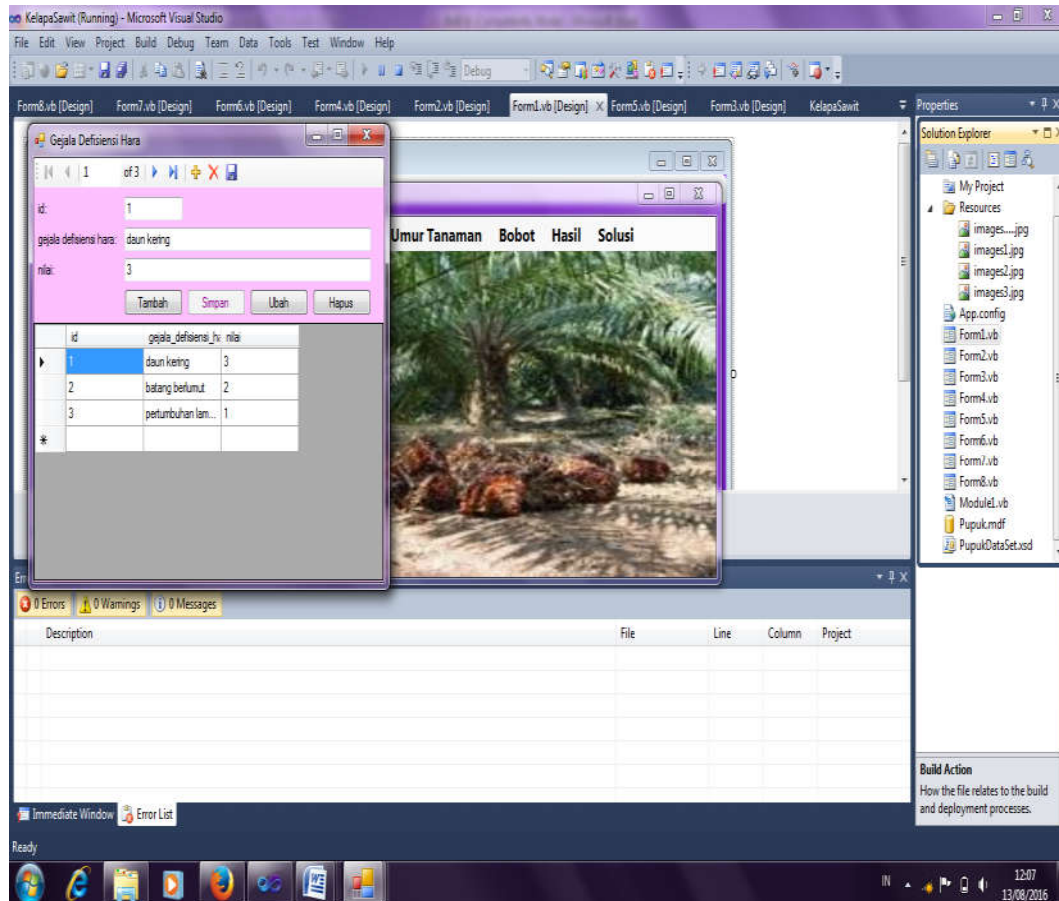 KelapaSawit (Running) - Microsoft Visual Studio
File Edit View Project Build Debug Team Data Tools Test Window Help
Debug
Form8.vb [Design] Form7.vb [Design] Form6.vb [Design] Form4.vb [Design] Form2.vb [Design] Form1.vb [Design] X Form5.vb [Design] Form3.vb [Design] KelapaSawit
Gejala Defisiensi Hara
1 of 3
id: 1
gejala defisiensi hara: daun kering
nilai: 3
Tambah Simpan Ubah Hapus
id gejala_defisiensi_h nilai
1 daun kering 3
2 batang berlumut 2
3 pertumbuhan lam... 1
Umur Tanaman Bobot Hasil Solusi
Properties
Solution Explorer
My Project
Resources
images....jpg
images1.jpg
images2.jpg
images3.jpg
App.config
Form1.vb
Form2.vb
Form3.vb
Form4.vb
Form5.vb
Form6.vb
Form7.vb
Form8.vb
Module1.vb
Pupuk.mdf
PupukDataSet.xsd
Build Action
How the file relates to the build
and deployment processes.
0 Errors 0 Warnings 0 Messages
Description File Line Column Project
Immediate Window Error List
Ready
IN
12:07
13/08/2016